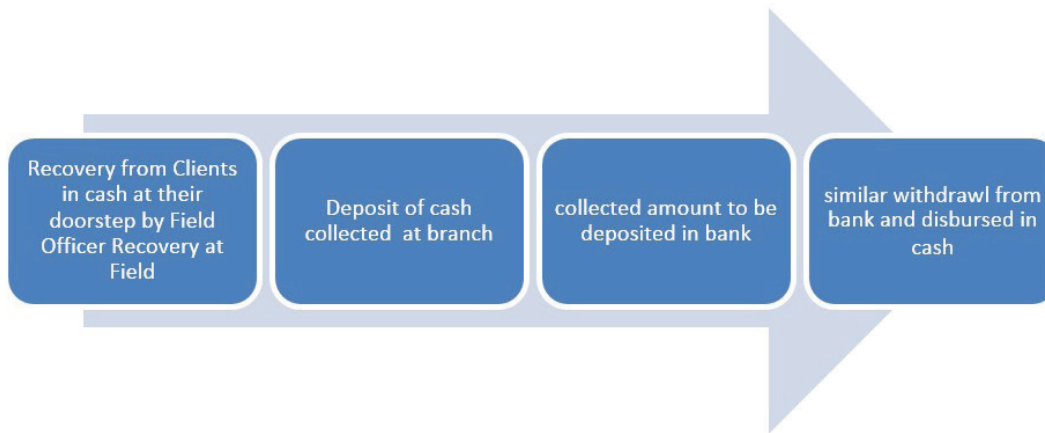 Recovery from Clients
in cash at their
doorstep by Field
Officer Recovery at
Field
Deposit of cash
collected at branch
collected amount to be
deposited in bank
similar withdrawl from
bank and disbursed in
cash